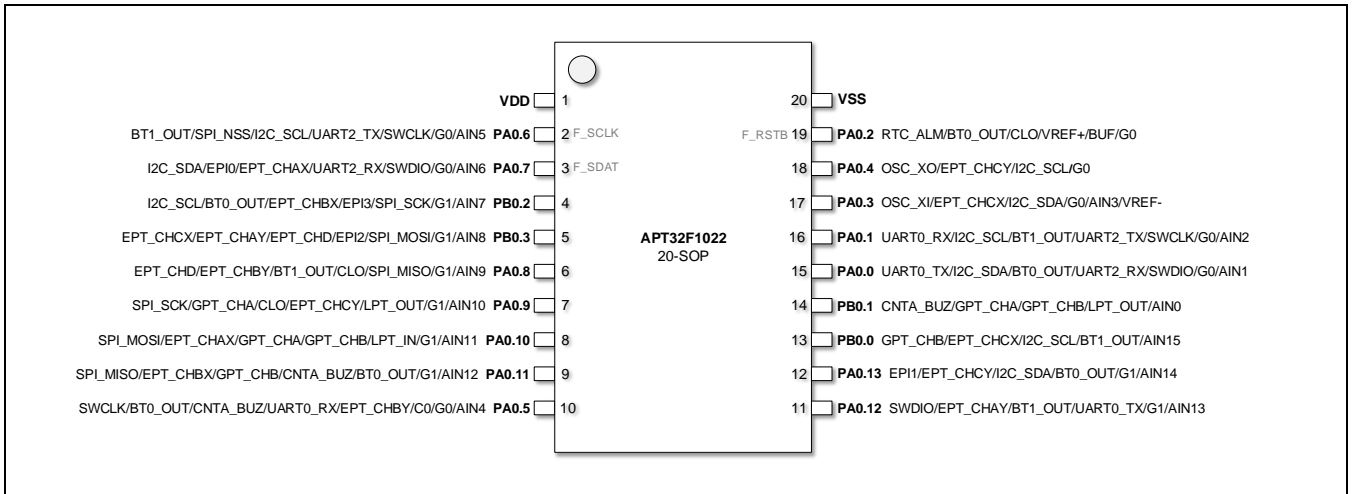 VDD 1
20 VSS
BT1_OUT/SPI_NSS/I2C_SCL/UART2_TX/SWCLK/G0/AIN5 PA0.6 2 F_SCLK
F_RSTB 19 PA0.2 RTC_ALM/BT0_OUT/CLO/VREF+/BUF/G0
I2C_SDA/EPI0/EPT_CHAX/UART2_RX/SWDIO/G0/AIN6 PA0.7 3 F_SDAT
18 PA0.4 OSC_XO/EPT_CHCY/I2C_SCL/G0
I2C_SCL/BT0_OUT/EPT_CHBX/EPI3/SPI_SCK/G1/AIN7 PB0.2 4
17 PA0.3 OSC_XI/EPT_CHCX/I2C_SDA/G0/AIN3/VREF-
EPT_CHCX/EPT_CHAY/EPT_CHD/EPI2/SPI_MOSI/G1/AIN8 PB0.3 5
APT32F1022
16 PA0.1 UART0_RX/I2C_SCL/BT1_OUT/UART2_TX/SWCLK/G0/AIN2
20-SOP
EPT_CHD/EPT_CHBY/BT1_OUT/CLO/SPI_MISO/G1/AIN9 PA0.8 6
15 PA0.0 UART0_TX/I2C_SDA/BT0_OUT/UART2_RX/SWDIO/G0/AIN1
SPI_SCK/GPT_CHA/CLO/EPT_CHCY/LPT_OUT/G1/AIN10 PA0.9 7
14 PB0.1 CNTA_BUZ/GPT_CHA/GPT_CHB/LPT_OUT/AIN0
SPI_MOSI/EPT_CHAX/GPT_CHA/GPT_CHB/LPT_IN/G1/AIN11 PA0.10 8
13 PB0.0 GPT_CHB/EPT_CHCX/I2C_SCL/BT1_OUT/AIN15
SPI_MISO/EPT_CHBX/GPT_CHB/CNTA_BUZ/BT0_OUT/G1/AIN12 PA0.11 9
12 PA0.13 EPI1/EPT_CHCY/I2C_SDA/BT0_OUT/G1/AIN14
SWCLK/BT0_OUT/CNTA_BUZ/UART0_RX/EPT_CHBY/C0/G0/AIN4 PA0.5 10
11 PA0.12 SWDIO/EPT_CHAY/BT1_OUT/UART0_TX/G1/AIN13